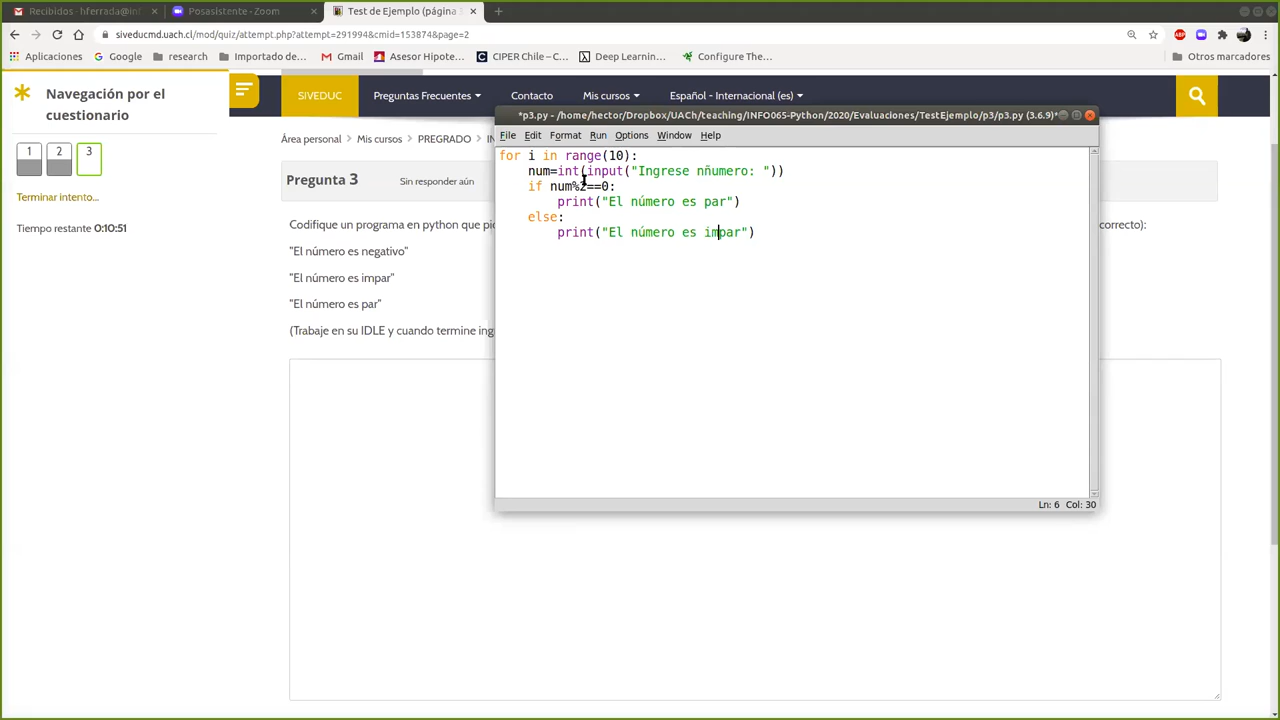 Recibidos - hferrada@inf
Posasistente - Zoom
Test de Ejemplo (página 3
siveducmd.uach.cl/mod/quiz/attempt.php?attempt=291994&cmid=153874&page=2
ABP
Aplicaciones
Google
research
Importado de...
Gmail
Asesor Hipote...
CIPER Chile – C...
Deep Learnin...
Configure The...
Otros marcadores
Navegación por el
cuestionario
1
2
3
Terminar intento...
Tiempo restante 0:10:51
SIVEDUC
Preguntas Frecuentes
Contacto
Mis cursos
Español - Internacional (es)
Área personal / Mis cursos / PREGRADO / IN
Pregunta 3
Sin responder aún
Codifique un programa en python que pi
correcto):
"El número es negativo"
"El número es impar"
"El número es par"
(Trabaje en su IDLE y cuando termine ing
*p3.py - /home/hector/Dropbox/UACh/teaching/INFO065-Python/2020/Evaluaciones/TestEjemplo/p3/p3.py (3.6.9)*
File Edit Format Run Options Window Help
for i in range(10):
num=int(input("Ingrese nñumero: "))
if num%2==0:
print("El número es par")
else:
print("El número es impar")
Ln: 6 Col: 30